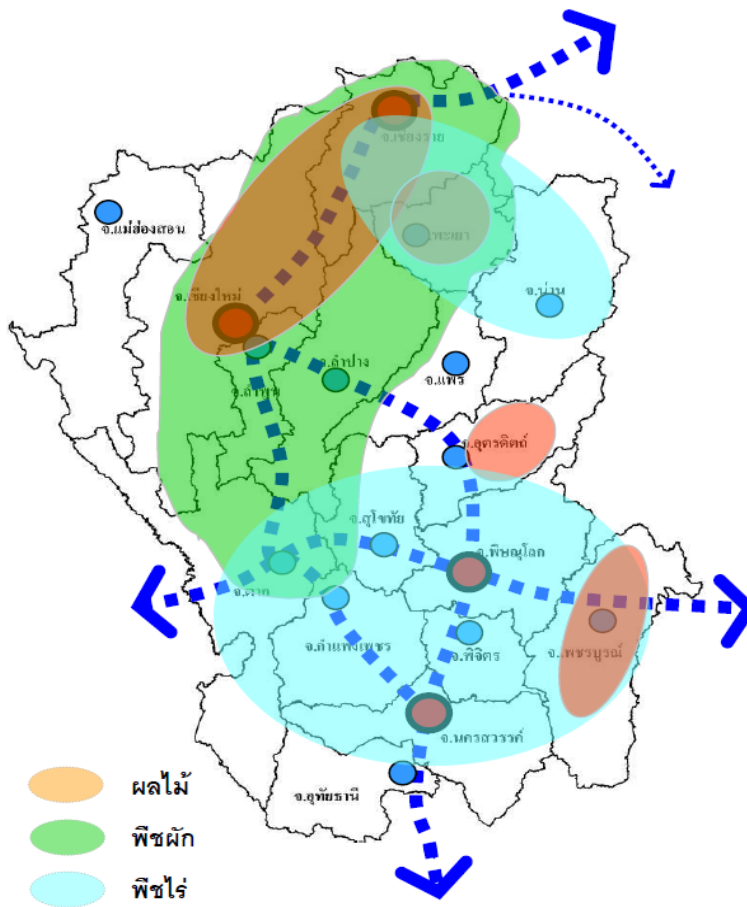 จ.เชียงราย
จ.แม่ฮ่องสอน
จ.พะเยา
จ.เชียงใหม่
จ.น่าน
จ.ลำปาง
จ.แพร่
จ.ลำพูน
จ.อุตรดิตถ์
จ.สุโขทัย
จ.พิษณุโลก
จ.ตาก
จ.กำแพงเพชร
จ.พิจิตร
จ.เพชรบูรณ์
จ.นครสวรรค์
จ.อุทัยธานี
ผลไม้
พืชผัก
พืชไร่